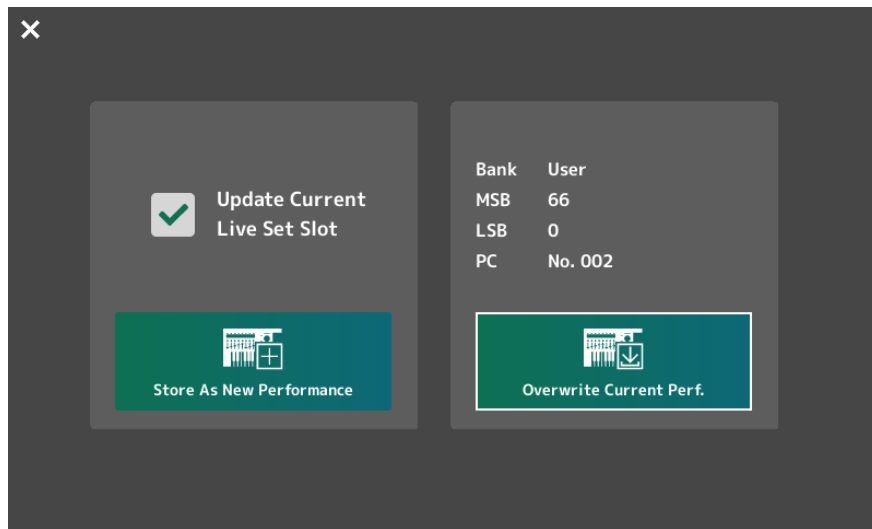 Update Current
Live Set Slot
Store As New Performance
Bank User
MSB 66
LSB 0
PC No. 002
Overwrite Current Perf.